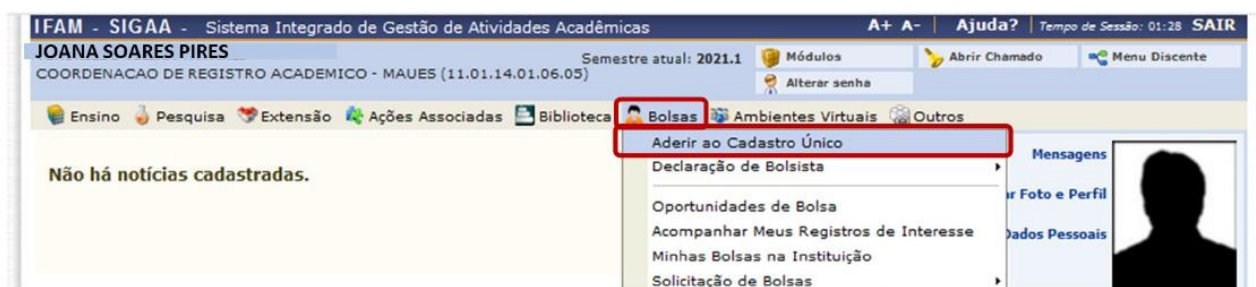 IFAM - SIGAA - Sistema Integrado de Gestão de Atividades Acadêmicas A+ A- | Ajuda? | Tempo de Sessão: 01:28 SAIR
JOANA SOARES PIRES Semestre atual: 2021.1 Módulos Abrir Chamado Menu Discente
COORDENACAO DE REGISTRO ACADEMICO - MAUES (11.01.14.01.06.05) Alterar senha
Ensino Pesquisa Extensão Ações Associadas Biblioteca Bolsas Ambientes Virtuais Outros
Aderir ao Cadastro Único
Mensagens
Declaração de Bolsista
Não há notícias cadastradas.
Foto e Perfil
Oportunidades de Bolsa
Acompanhar Meus Registros de Interesse
Dados Pessoais
Minhas Bolsas na Instituição
Solicitação de Bolsas